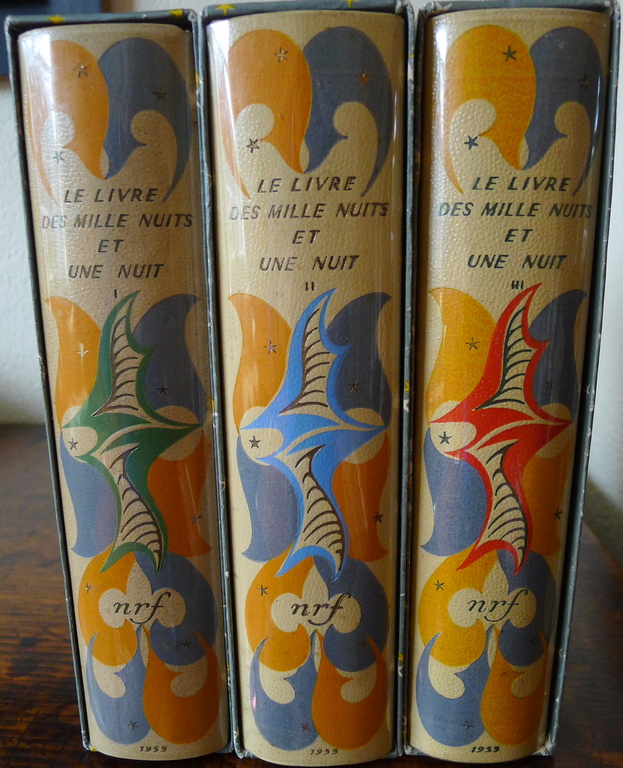 LE LIVRE
DES MILLE NUITS
ET
UNE NUIT
I
nrf
1955
LE LIVRE
DES MILLE NUITS
ET
UNE NUIT
II
nrf
1955
LE LIVRE
DES MILLE NUITS
ET
UNE NUIT
III
nrf
1955